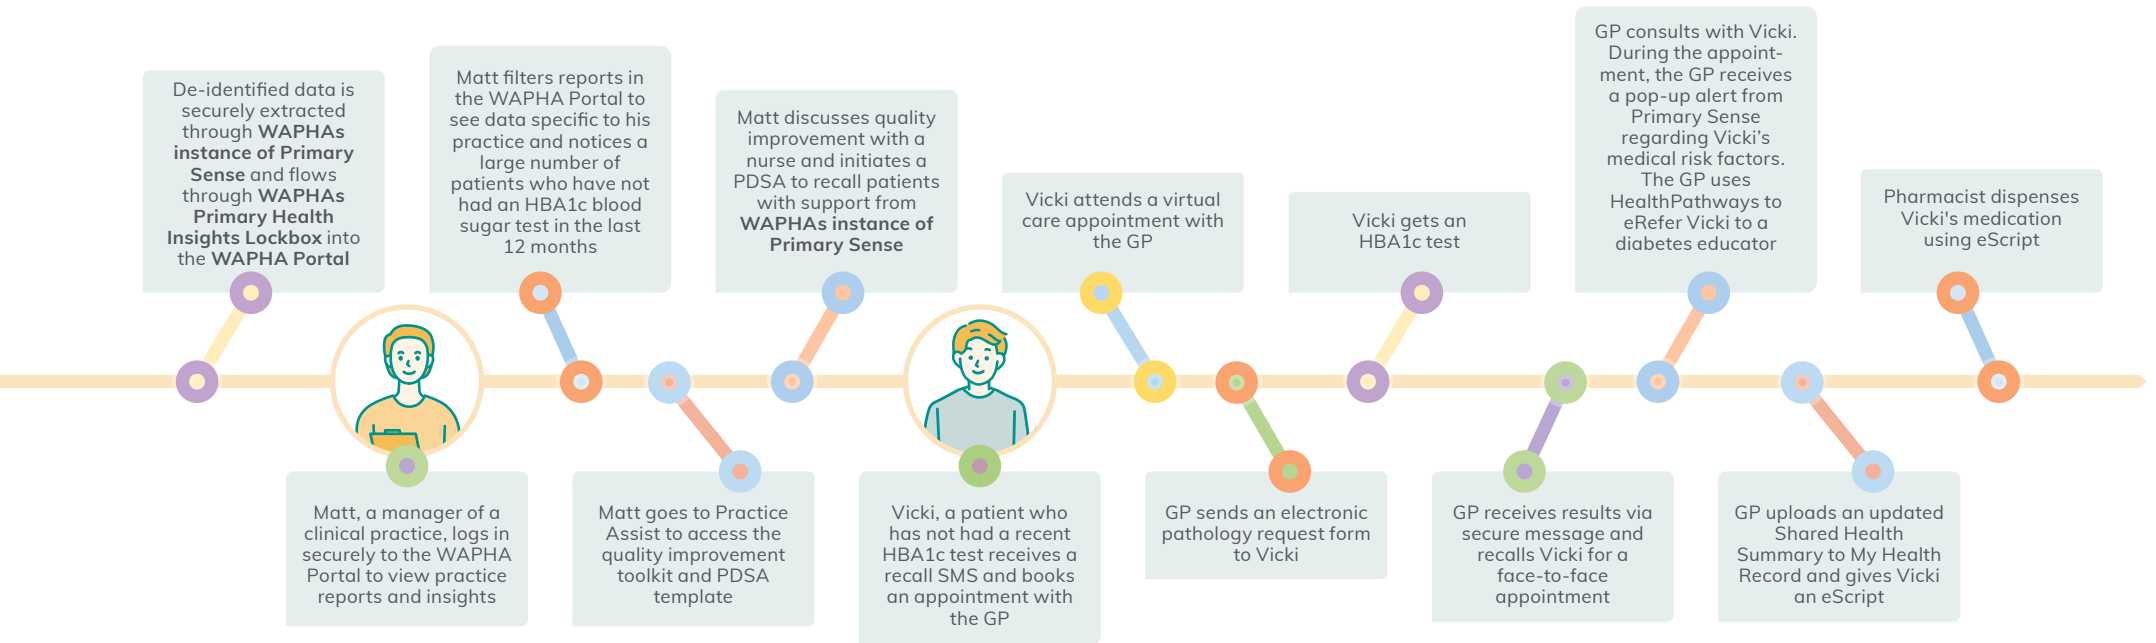 De-identified data is
securely extracted
through WAPHAs
instance of Primary
Sense and flows
through WAPHAs
Primary Health
Insights Lockbox into
the WAPHA Portal
Matt, a manager of a
clinical practice, logs in
securely to the WAPHA
Portal to view practice
reports and insights
Matt filters reports in
the WAPHA Portal to
see data specific to his
practice and notices a
large number of
patients who have not
had an HBA1c blood
sugar test in the last
12 months
Matt goes to Practice
Assist to access the
quality improvement
toolkit and PDSA
template
Matt discusses quality
improvement with a
nurse and initiates a
PDSA to recall patients
with support from
WAPHAs instance of
Primary Sense
Vicki, a patient who
has not had a recent
HBA1c test receives a
recall SMS and books
an appointment with
the GP
Vicki attends a virtual
care appointment with
the GP
GP sends an electronic
pathology request form
to Vicki
Vicki gets an
HBA1c test
GP receives results via
secure message and
recalls Vicki for a
face-to-face
appointment
GP consults with Vicki.
During the appoint-
ment, the GP receives
a pop-up alert from
Primary Sense
regarding Vicki’s
medical risk factors.
The GP uses
HealthPathways to
eRefer Vicki to a
diabetes educator
GP uploads an updated
Shared Health
Summary to My Health
Record and gives Vicki
an eScript
Pharmacist dispenses
Vicki's medication
using eScript